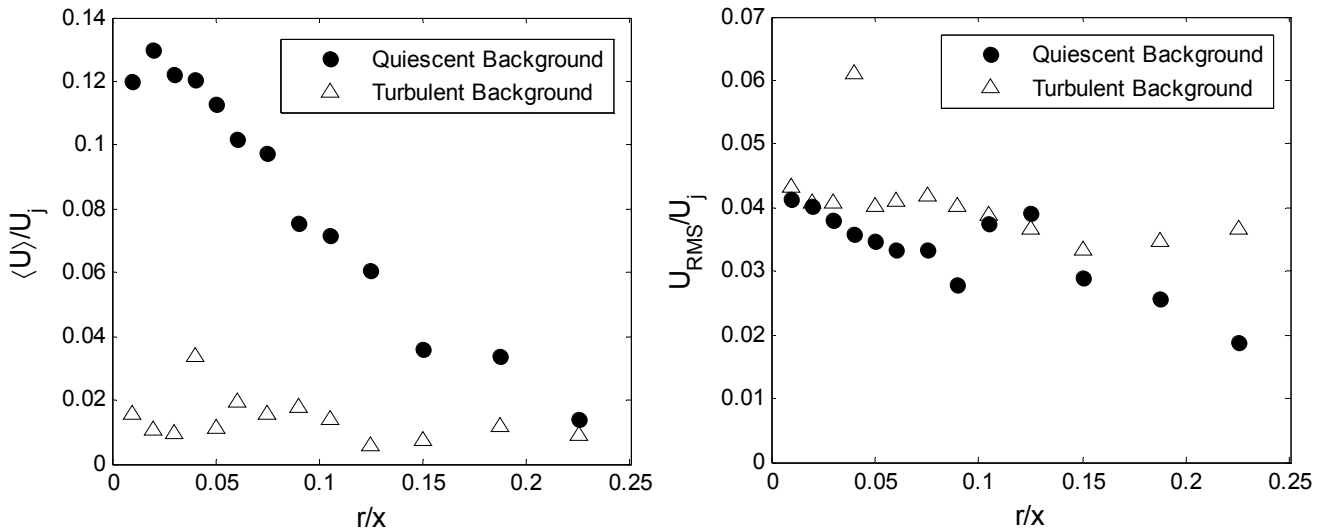 0.14
0.12
0.1
0.08
0.06
0.04
0.02
0
⟨U⟩/U_j
Quiescent Background
Turbulent Background
0 0.05 0.1 0.15 0.2 0.25
r/x
0.07
0.06
0.05
0.04
0.03
0.02
0.01
0
U_RMS/U_j
Quiescent Background
Turbulent Background
0 0.05 0.1 0.15 0.2 0.25
r/x